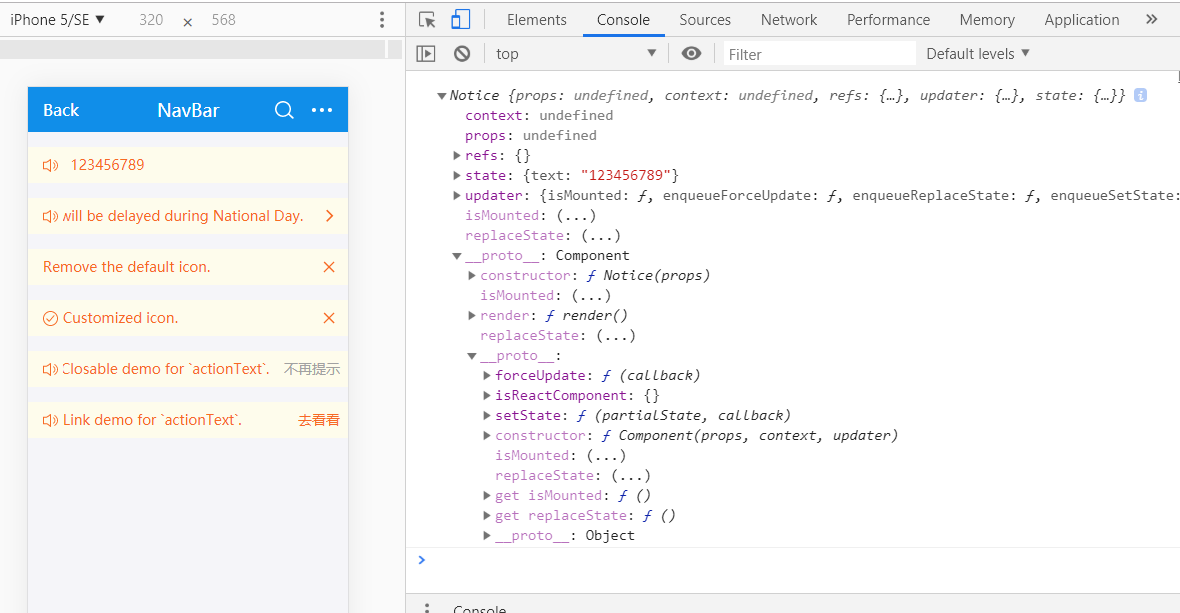 iPhone 5/SE ▼ 320 × 568
Elements Console Sources Network Performance Memory Application »
top ▼ Filter Default levels ▼
Back NavBar •••
123456789
will be delayed during National Day.
Remove the default icon.
Customized icon.
Closable demo for `actionText`. 不再提示
Link demo for `actionText`. 去看看
▼Notice {props: undefined, context: undefined, refs: {…}, updater: {…}, state: {…}} i
context: undefined
props: undefined
▶refs: {}
▶state: {text: "123456789"}
▶updater: {isMounted: ƒ, enqueueForceUpdate: ƒ, enqueueReplaceState: ƒ, enqueueSetState:
isMounted: (...)
replaceState: (...)
▼__proto__: Component
▶constructor: ƒ Notice(props)
isMounted: (...)
▶render: ƒ render()
replaceState: (...)
▼__proto__:
▶forceUpdate: ƒ (callback)
▶isReactComponent: {}
▶setState: ƒ (partialState, callback)
▶constructor: ƒ Component(props, context, updater)
isMounted: (...)
replaceState: (...)
▶get isMounted: ƒ ()
▶get replaceState: ƒ ()
▶__proto__: Object
>
Console